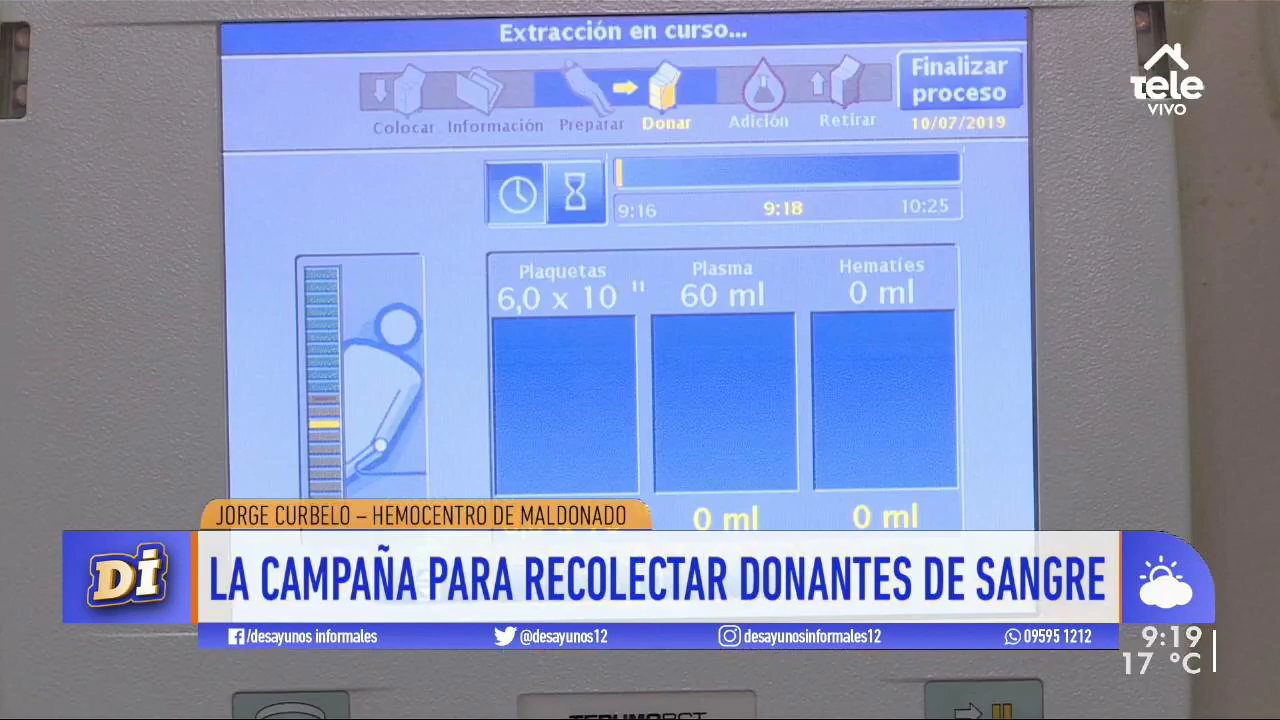 Extracción en curso...
Colocar Información Preparar Donar Adición Retirar
Finalizar
proceso
10/07/2019
tele
VIVO
9:16 9:18 10:25
Plaquetas Plasma Hematíes
6,0 x 10 " 60 ml 0 ml
0 ml 0 ml
JORGE CURBELO – HEMOCENTRO DE MALDONADO
Di
LA CAMPAÑA PARA RECOLECTAR DONANTES DE SANGRE
/desayunos informales @desayunos12 desayunosinformales12 09595 1212
9:19
17 °C